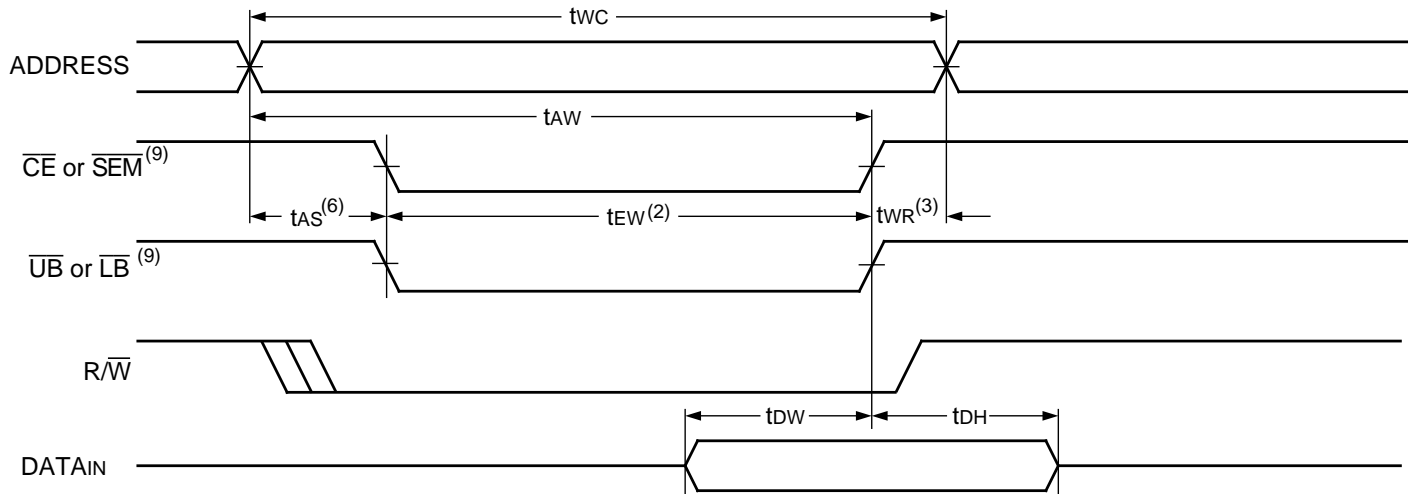 tWC
ADDRESS
tAW
CE or SEM(9)
tAS(6)
tEW(2)
tWR(3)
UB or LB (9)
R/W
tDW
tDH
DATAIN